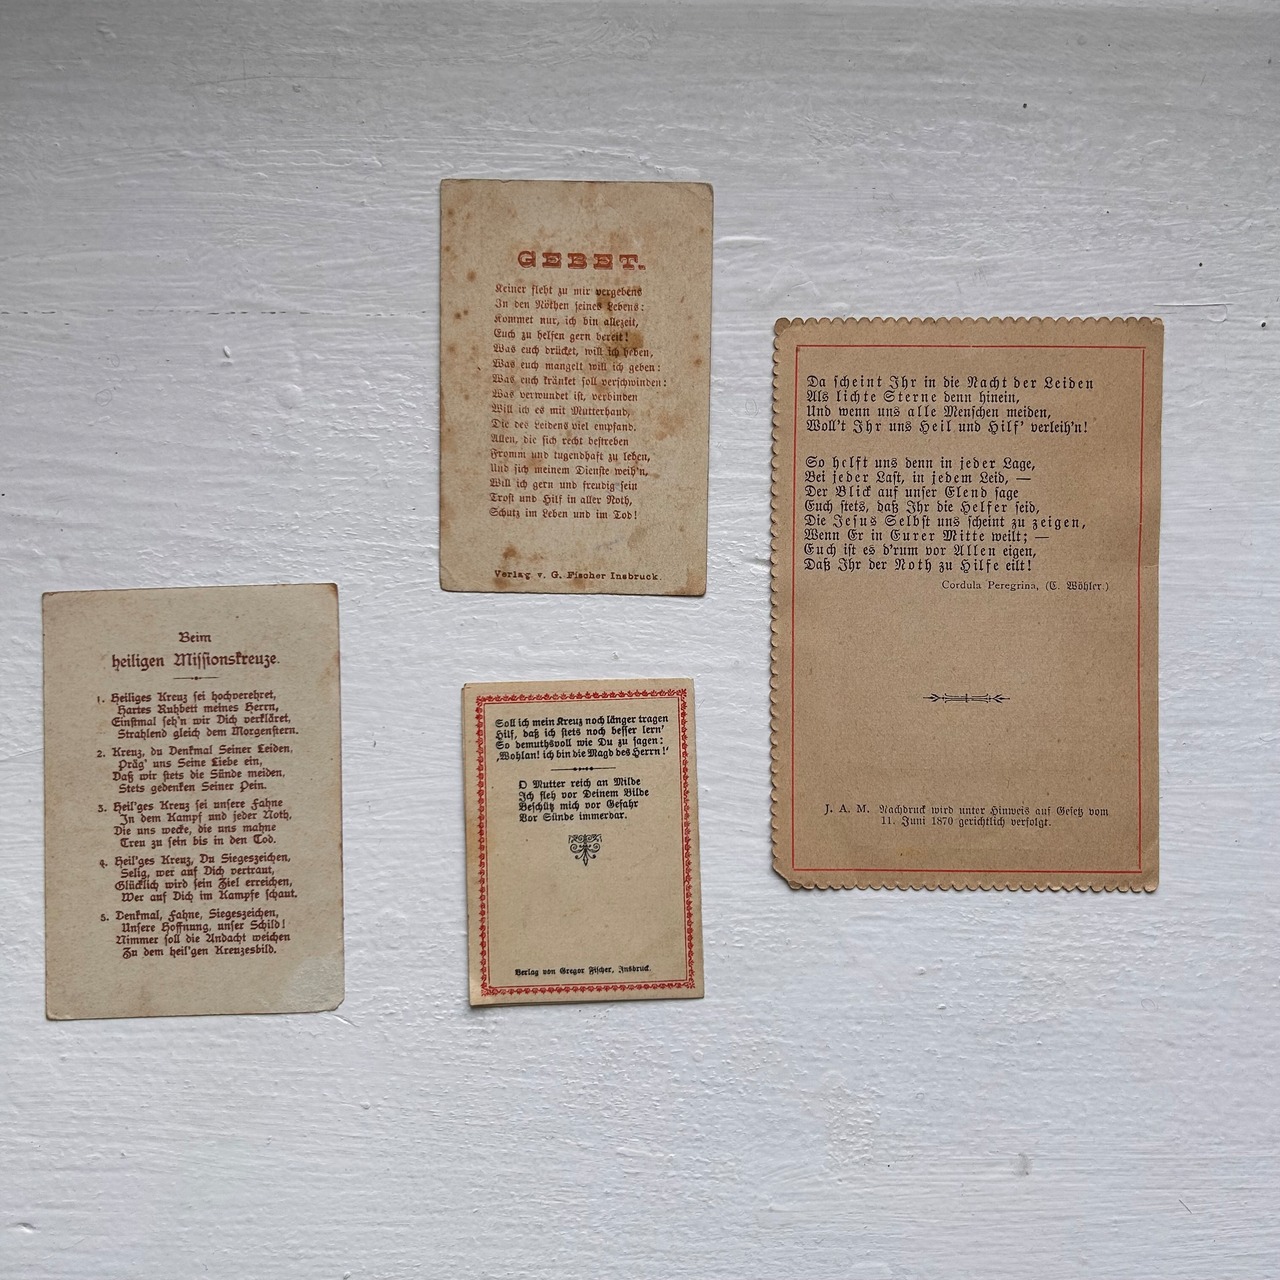 GEBET.
Keiner fleht zu mir vergebens
In den Nöthen seines Lebens:
Kommet nur, ich bin allezeit,
Euch zu helfen gern bereit!
Was euch drücket, will ich heben,
Was euch mangelt will ich geben:
Was euch kränket soll verschwinden:
Was verwundet ist, verbinden
Will ich es mit Mutterhand,
Die des Leidens viel empfand.
Allen, die sich recht bestreben
Fromm und tugendhaft zu leben,
Und sich meinem Dienste weih'n,
Will ich gern und freudig sein
Trost und Hilf in aller Noth,
Schutz im Leben und im Tod!
Verlag v. G. Fischer Insbruck.
Da scheint Ihr in die Nacht der Leiden
Als lichte Sterne denn hinein,
Und wenn uns alle Menschen meiden,
Woll't Ihr uns Heil und Hilf' verleih'n!
So helft uns denn in jeder Lage,
Bei jeder Last, in jedem Leid, —
Der Blick auf unser Elend sage
Euch stets, daß Ihr die Helfer seid,
Die Jesus Selbst uns scheint zu zeigen,
Wenn Er in Eurer Mitte weilt; —
Euch ist es d'rum vor Allen eigen,
Daß Ihr der Noth zu Hilfe eilt!
Cordula Peregrina, (C. Wöhler.)
J. A. M. Nachdruck wird unter Hinweis auf Gesetz vom
11. Juni 1870 gerichtlich verfolgt.
Beim
heiligen Missionskreuze.
1. Heiliges Kreuz sei hochverehret,
Hartes Ruhbett meines Herrn,
Einstmal seh'n wir Dich verkläret,
Strahlend gleich dem Morgenstern.
2. Kreuz, du Denkmal Seiner Leiden,
Präg' uns Seine Liebe ein,
Daß wir stets die Sünde meiden,
Stets gedenken Seiner Pein.
3. Heil'ges Kreuz sei unsere Fahne
In dem Kampf und jeder Noth,
Die uns wecke, die uns mahne
Treu zu sein bis in den Tod.
4. Heil'ges Kreuz, Du Siegeszeichen,
Selig, wer auf Dich vertraut,
Glücklich wird sein Ziel erreichen,
Wer auf Dich im Kampfe schaut.
5. Denkmal, Fahne, Siegeszeichen,
Unsere Hoffnung, unser Schild!
Nimmer soll die Andacht weichen
Zu dem heil'gen Kreuzesbild.
Soll ich mein Kreuz noch länger tragen
Hilf, daß ich stets noch besser lern'
So demuthsvoll wie Du zu sagen:
‚Wohlan! ich bin die Magd des Herrn!'
O Mutter reich an Milde
Ich fleh vor Deinem Bilde
Beschütz mich vor Gefahr
Vor Sünde immerdar.
Verlag von Gregor Fischer, Insbruck.